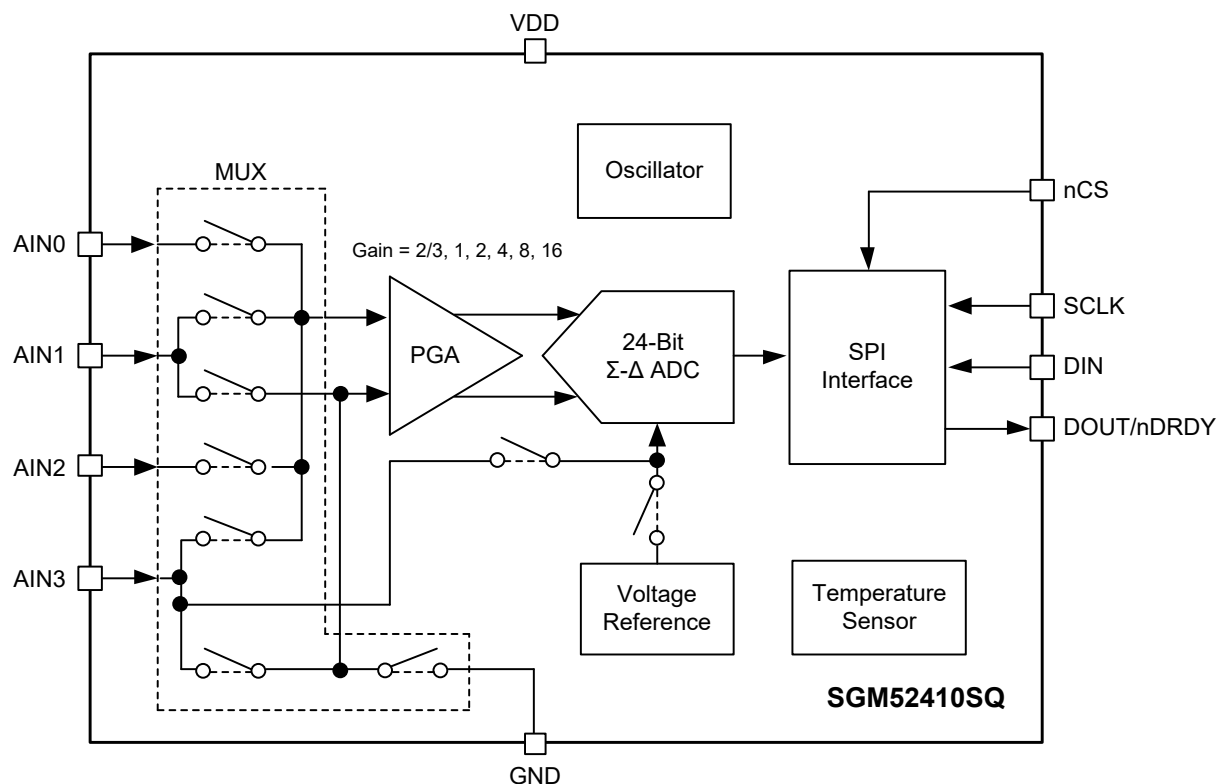 VDD
Oscillator
MUX
nCS
AIN0
Gain = 2/3, 1, 2, 4, 8, 16
SCLK
AIN1
PGA
24-Bit
Σ-Δ ADC
SPI
Interface
DIN
DOUT/nDRDY
AIN2
AIN3
Voltage
Reference
Temperature
Sensor
SGM52410SQ
GND